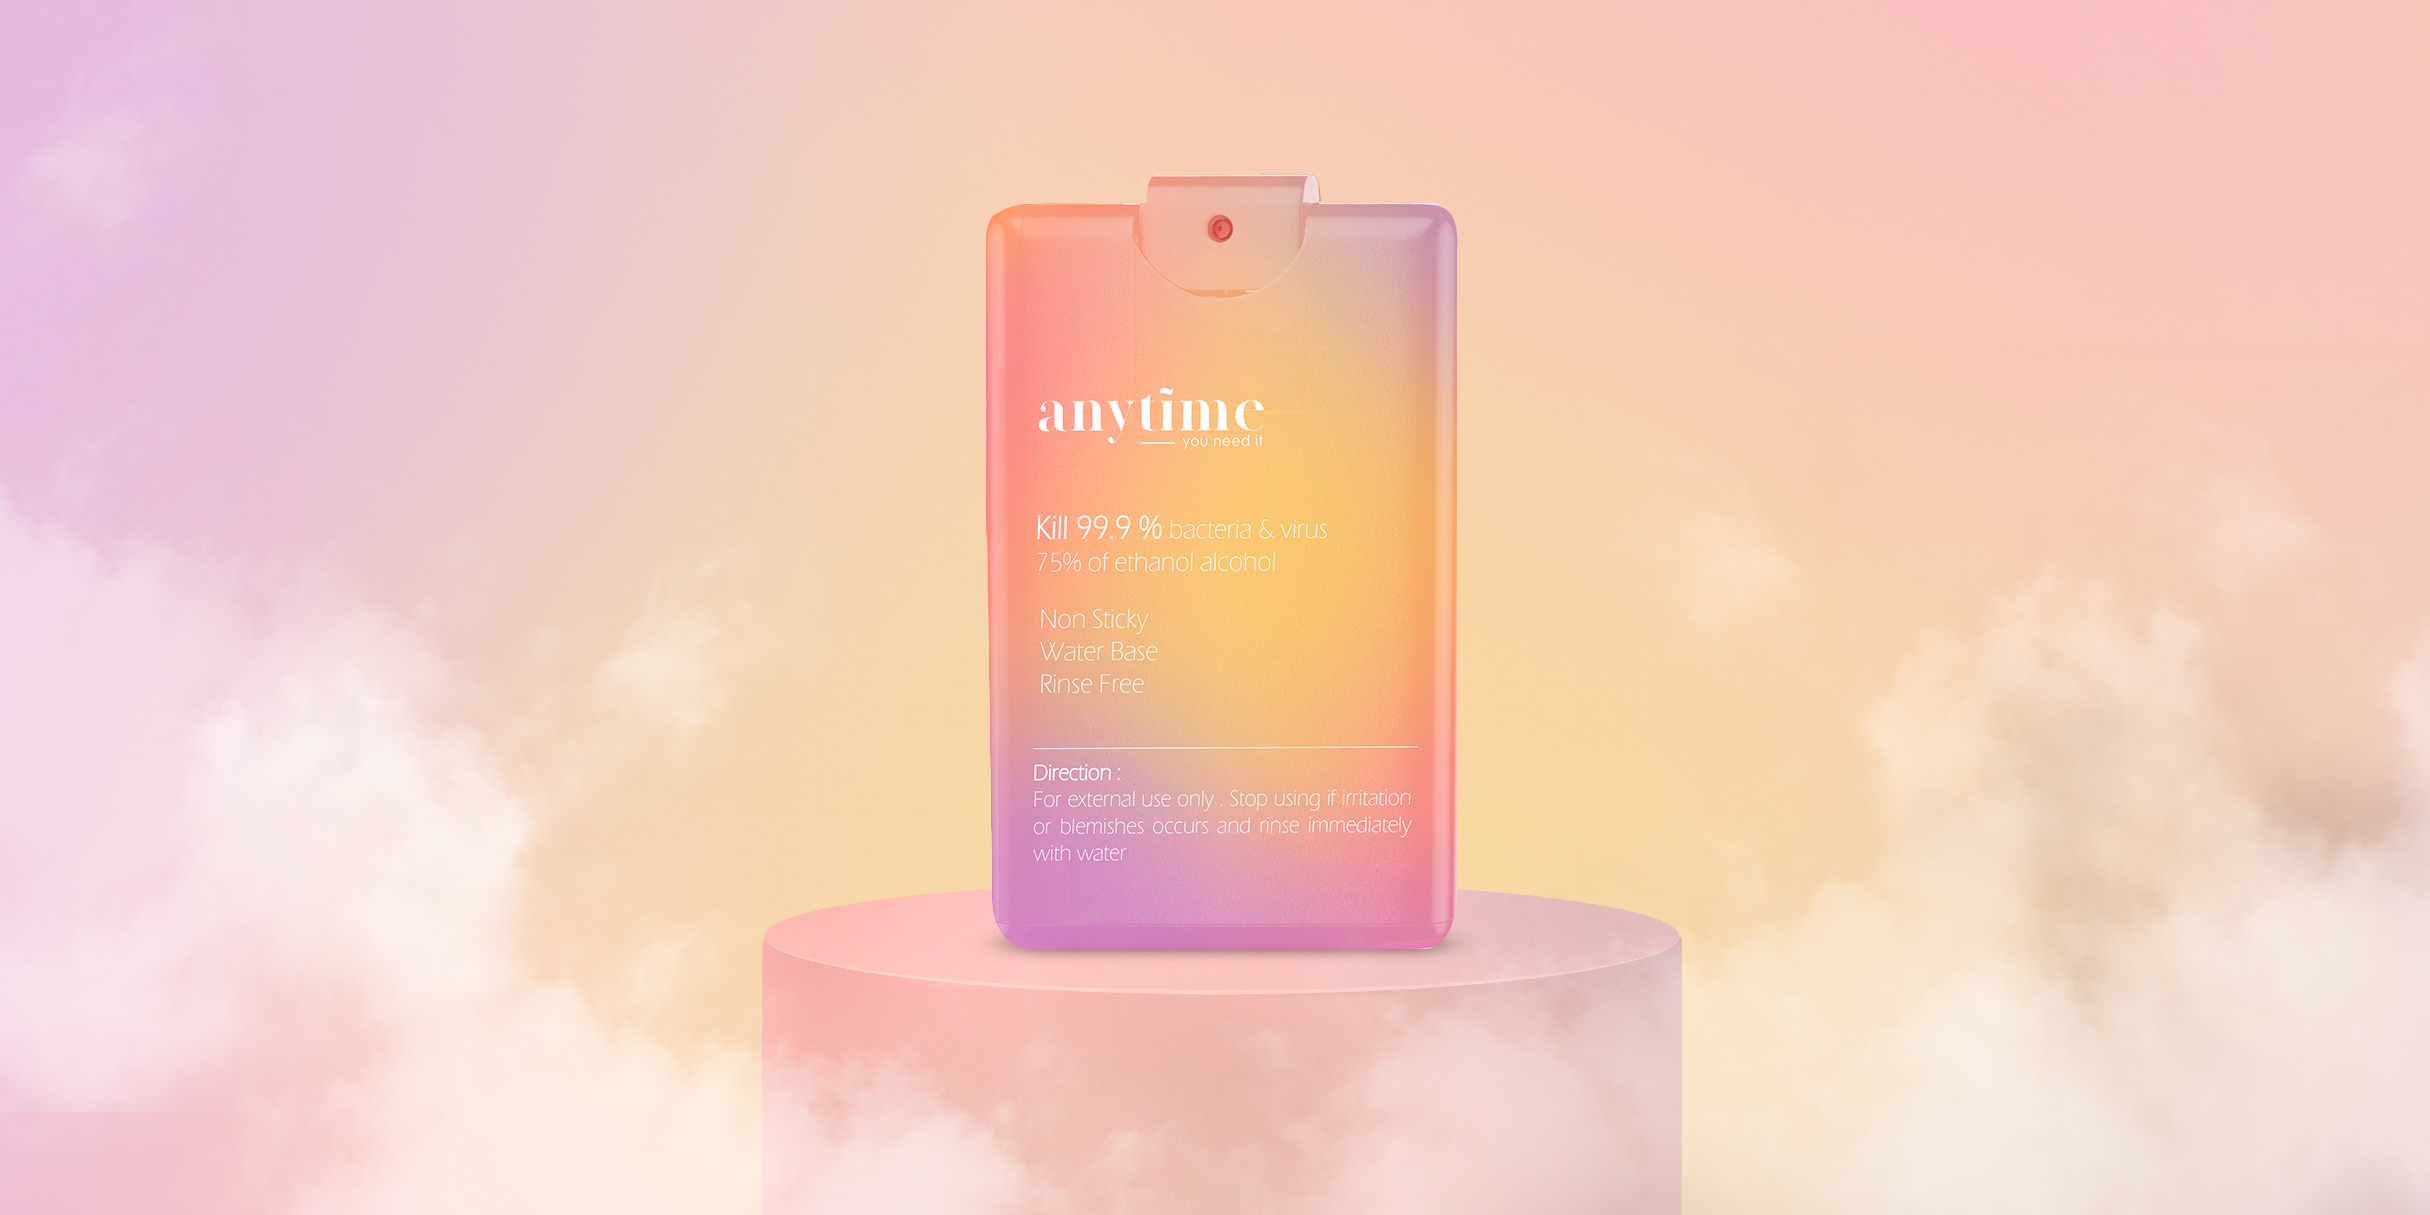 anytĩme
you need it
Kill 99.9 % bacteria & virus
75% of ethanol alcohol
Non Sticky
Water Base
Rinse Free
Direction :
For external use only . Stop using if irritation
or blemishes occurs and rinse immediately
with water